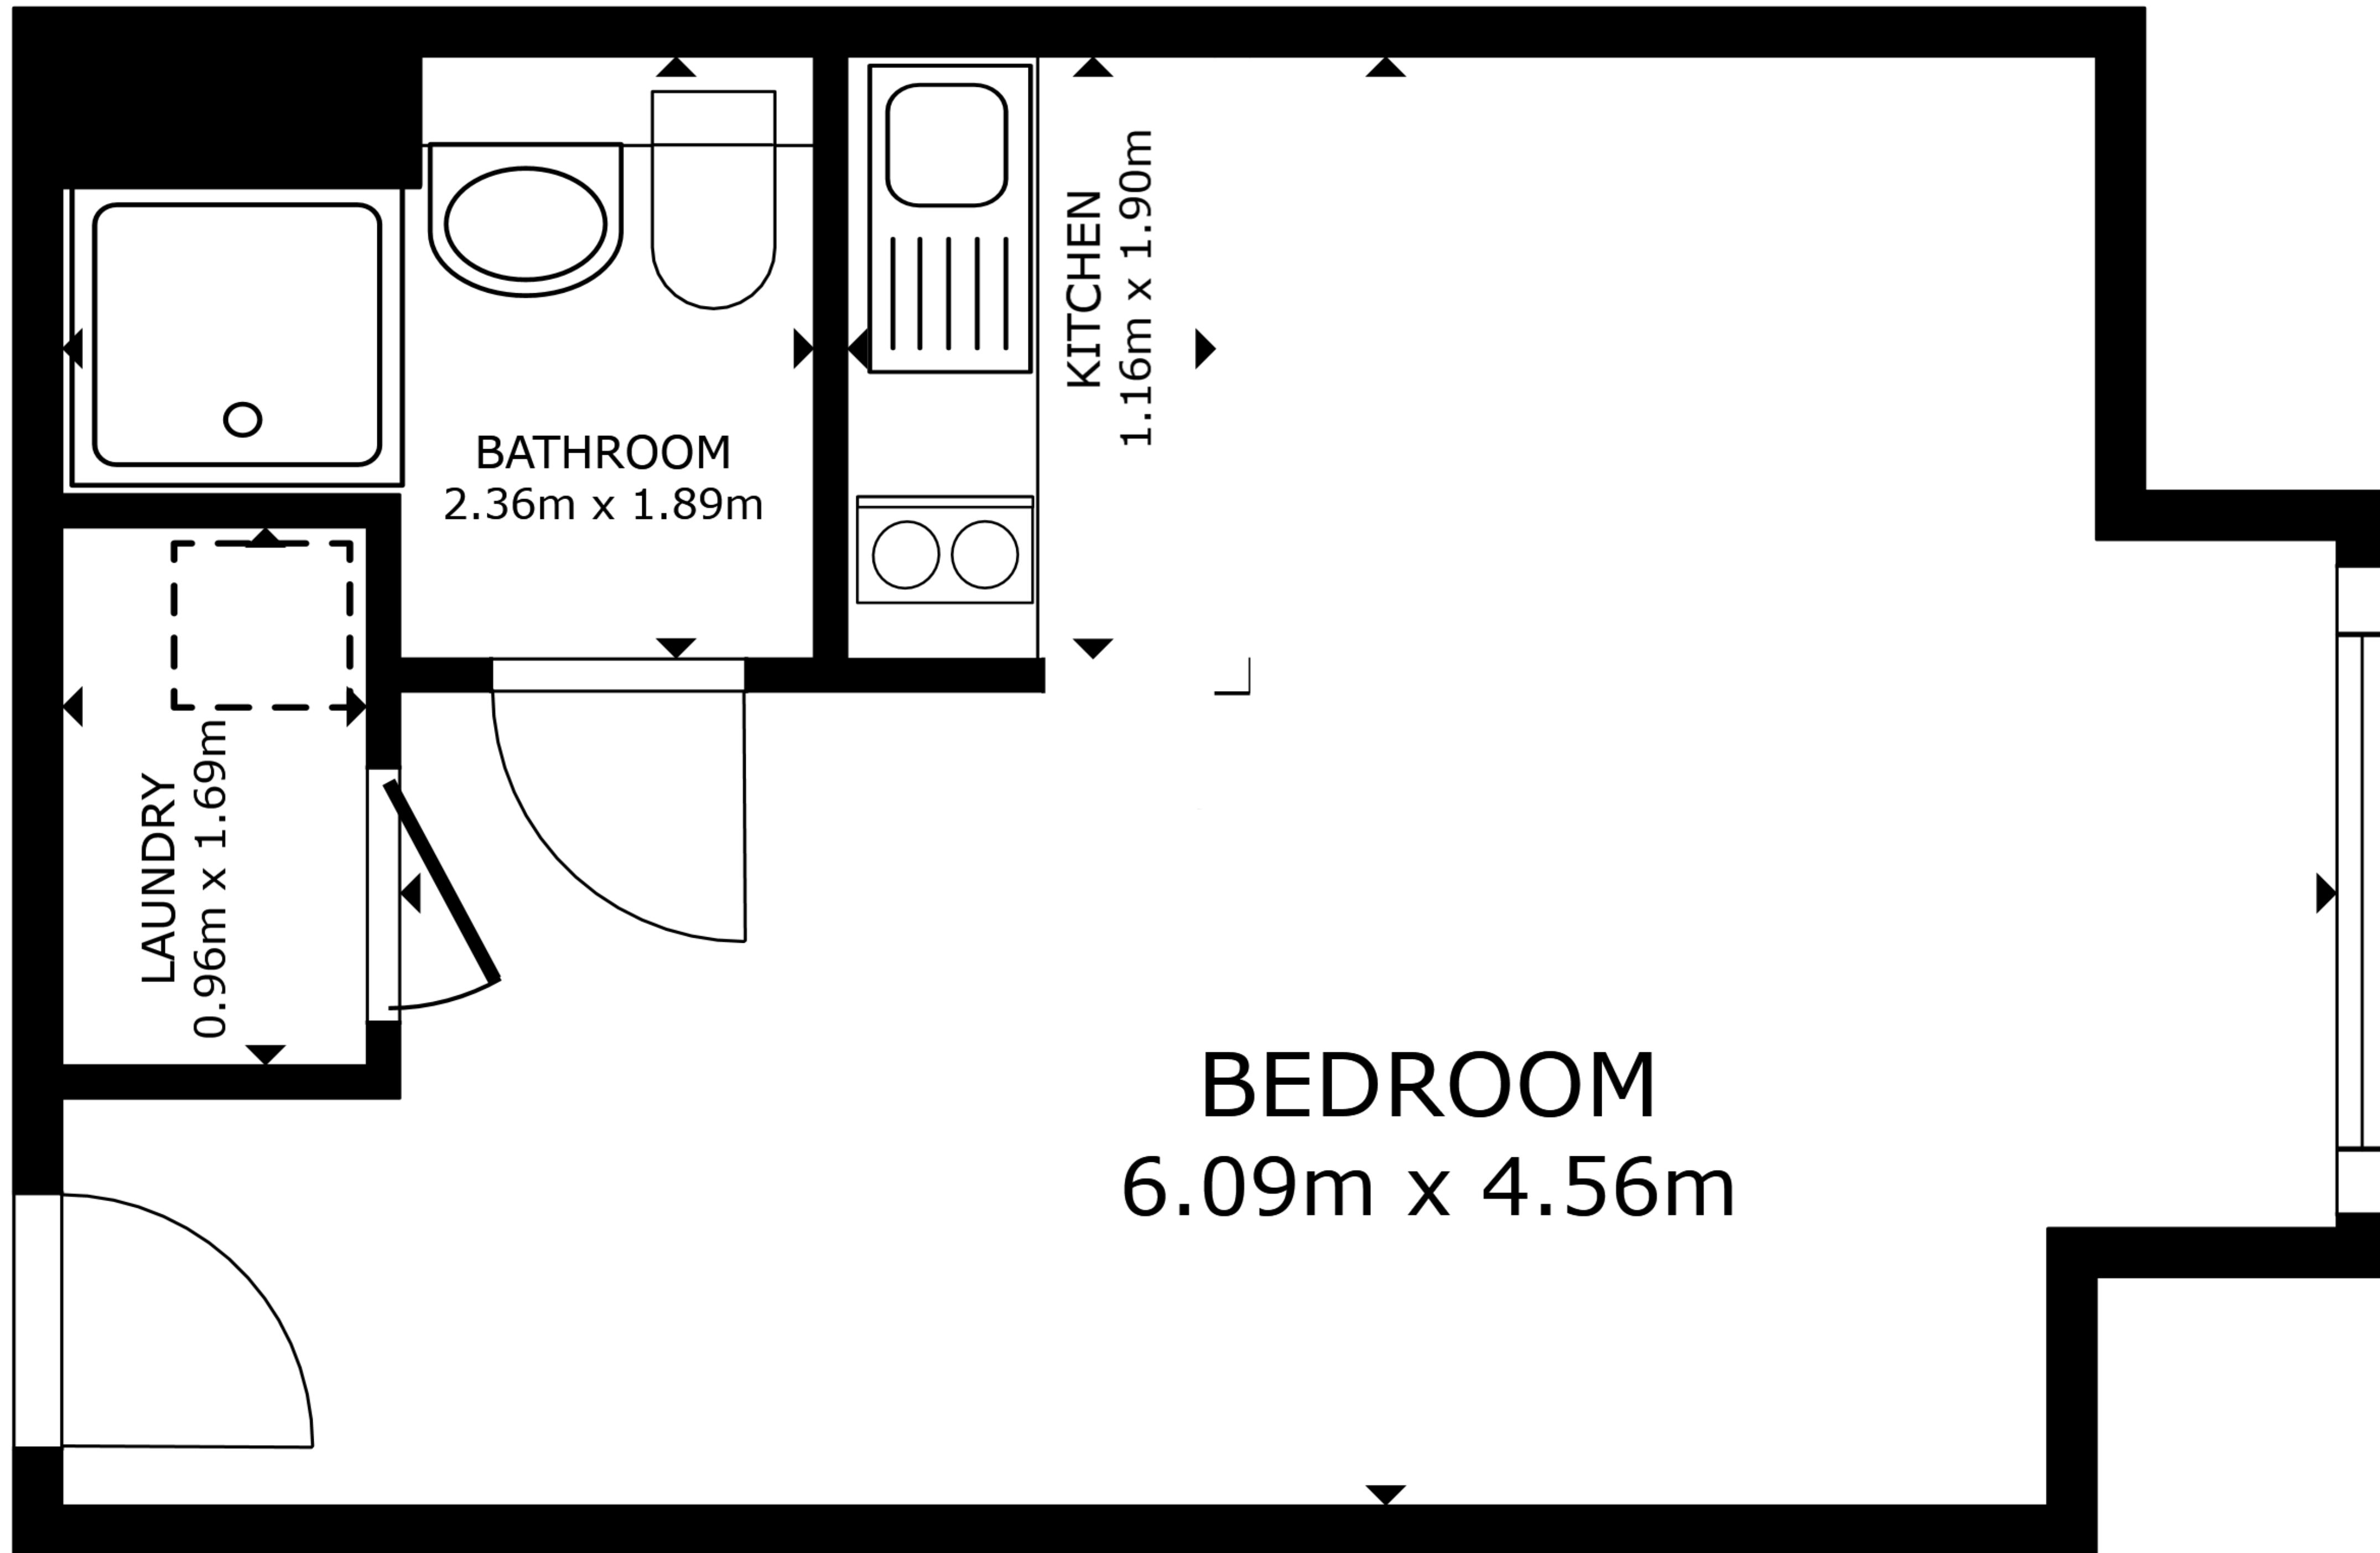 BATHROOM
2.36m x 1.89m
KITCHEN
1.16m x 1.90m
LAUNDRY
0.96m x 1.69m
BEDROOM
6.09m x 4.56m